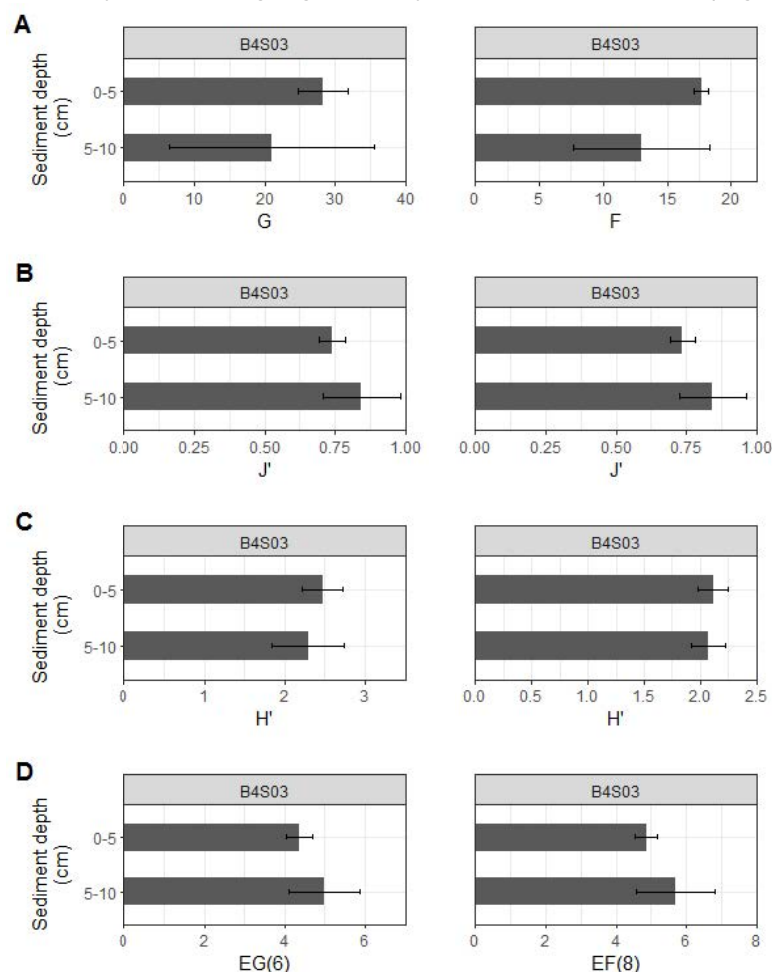 A
B4S03
B4S03
Sediment depth
(cm)
0-5
5-10
0 10 20 30 40
0 5 10 15 20
G
F
B
B4S03
B4S03
Sediment depth
(cm)
0-5
5-10
0.00 0.25 0.50 0.75 1.00
0.00 0.25 0.50 0.75 1.00
J'
J'
C
B4S03
B4S03
Sediment depth
(cm)
0-5
5-10
0 1 2 3
0.0 0.5 1.0 1.5 2.0 2.5
H'
H'
D
B4S03
B4S03
Sediment depth
(cm)
0-5
5-10
0 2 4 6
0 2 4 6 8
EG(6)
EF(8)